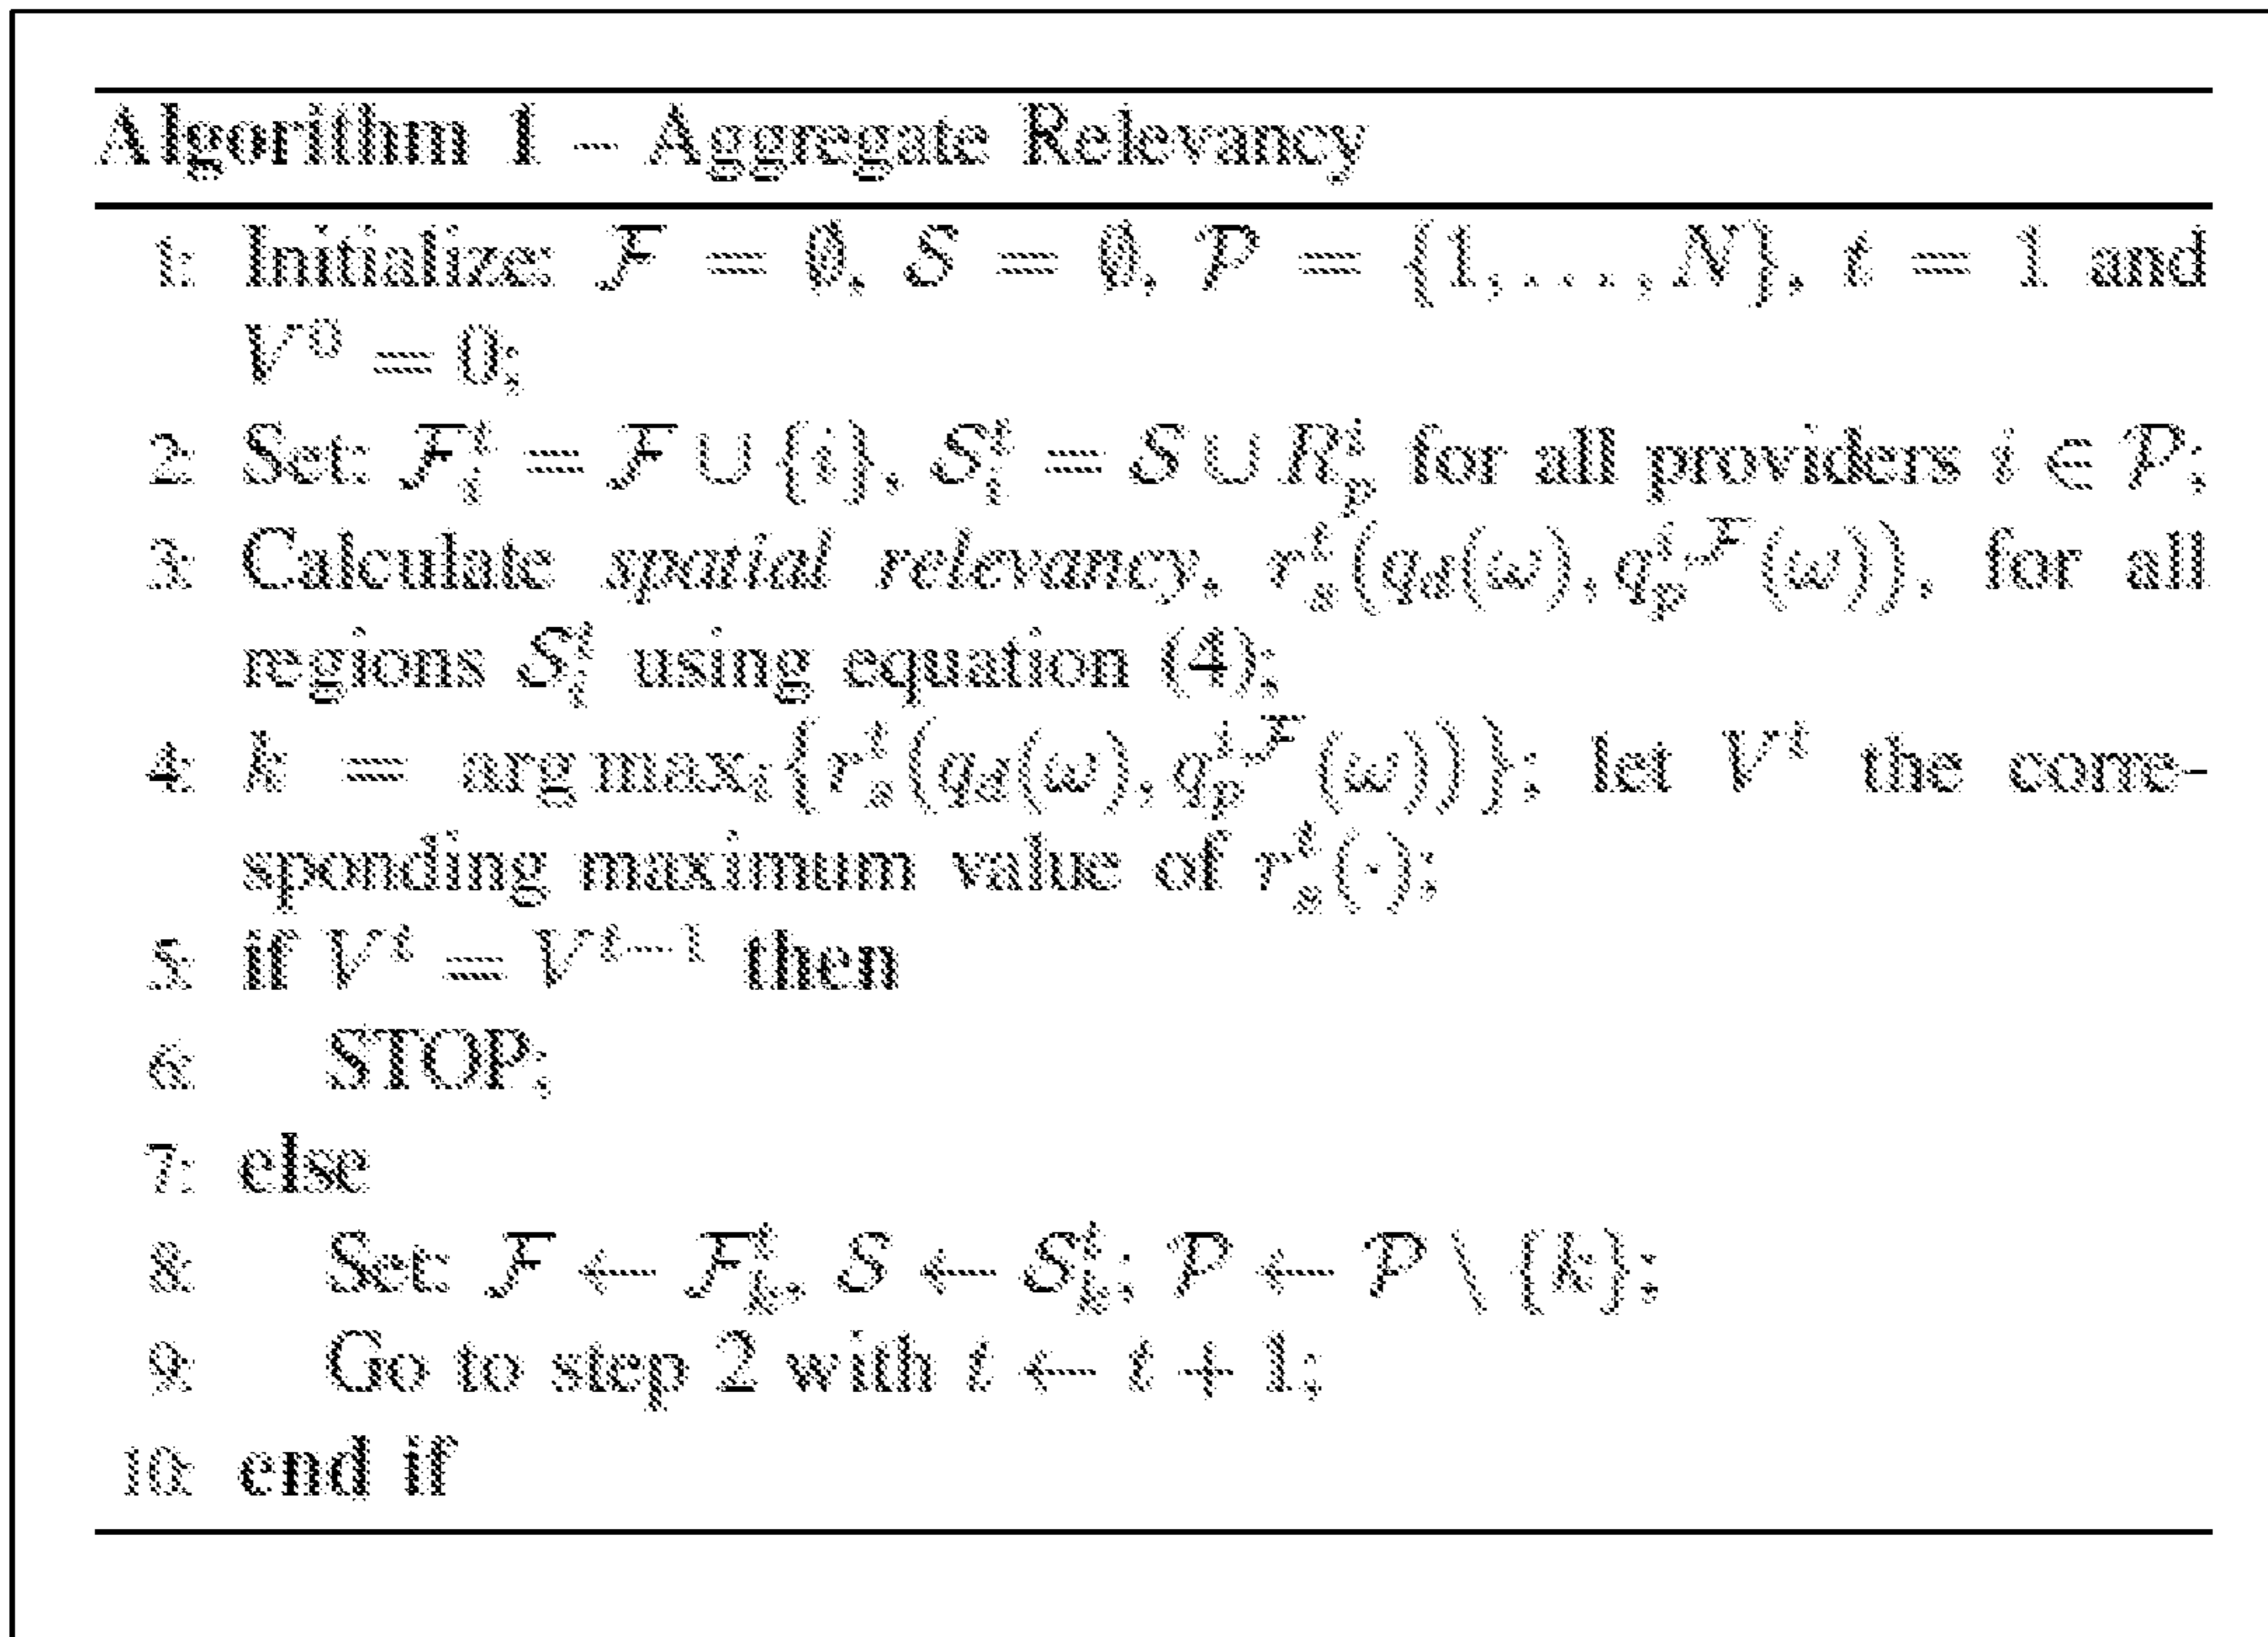 Algorithm 1 – Aggregate Relevancy
1: Initialize: ℱ = ∅, 𝒮 = ∅, 𝒫 = {1, . . . , N}, t = 1 and
V⁰ = 0;
2: Set: ℱᵢᵗ = ℱ ∪ {i}, 𝒮ᵢᵗ = 𝒮 ∪ Rₚⁱ for all providers i ∈ 𝒫;
3: Calculate spatial relevancy, rₛᵗ(q_d(ω), qₚ^{i,ℱ}(ω)), for all
regions 𝒮ᵢᵗ using equation (4);
4: k = arg maxᵢ{rₛᵗ(q_d(ω), qₚ^{i,ℱ}(ω))}; let Vᵗ the corre-
sponding maximum value of rₛᵗ(·);
5: if Vᵗ = Vᵗ⁻¹ then
6: STOP;
7: else
8: Set: ℱ ← ℱₖᵗ, 𝒮 ← 𝒮ₖᵗ; 𝒫 ← 𝒫 \ {k};
9: Go to step 2 with t ← t + 1;
10: end if